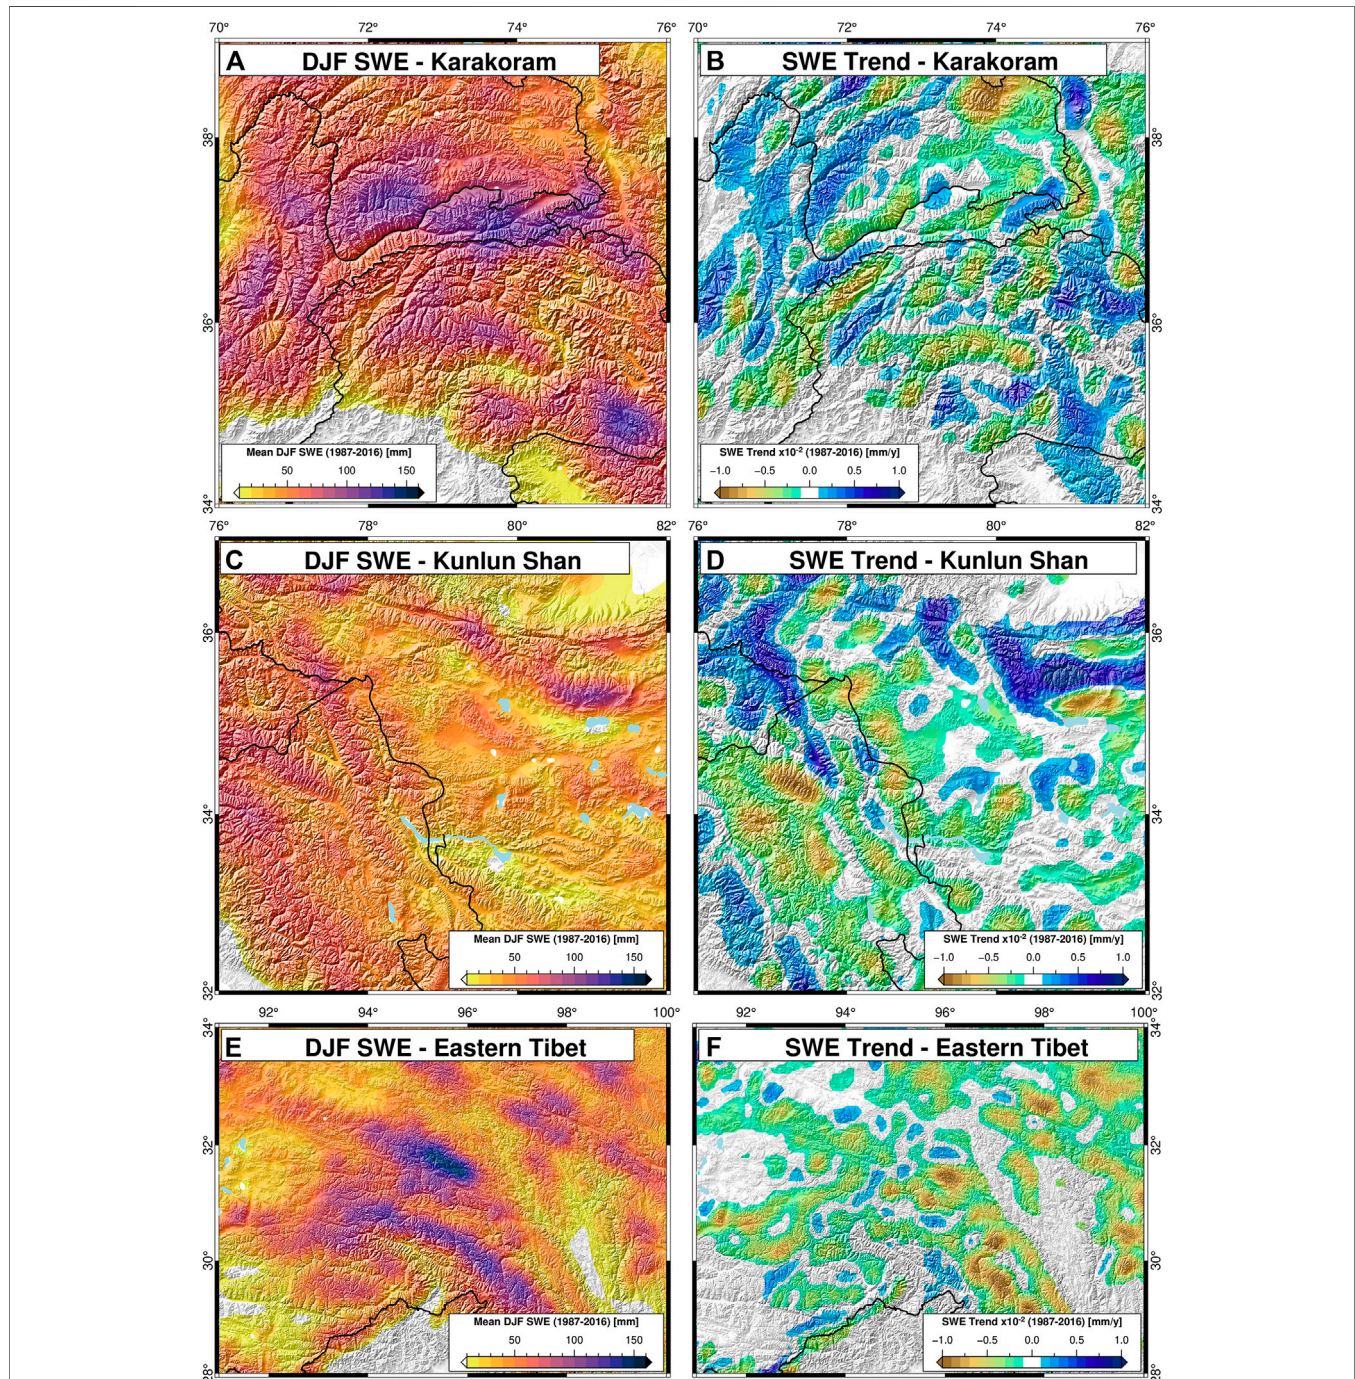 70° 72° 74° 76° 70° 72° 74° 76°
A DJF SWE - Karakoram
B SWE Trend - Karakoram
38° 38°
36° 36°
34° 34°
Mean DJF SWE (1987-2016) [mm]
50 100 150
SWE Trend x10⁻² (1987-2016) [mm/y]
−1.0 −0.5 0.0 0.5 1.0
76° 78° 80° 82° 76° 78° 80° 82°
C DJF SWE - Kunlun Shan
D SWE Trend - Kunlun Shan
36° 36°
34° 34°
32° 32°
Mean DJF SWE (1987-2016) [mm]
50 100 150
SWE Trend x10⁻² (1987-2016) [mm/y]
−1.0 −0.5 0.0 0.5 1.0
92° 94° 96° 98° 100° 92° 94° 96° 98° 100°
34° 34°
E DJF SWE - Eastern Tibet
F SWE Trend - Eastern Tibet
32° 32°
30° 30°
28° 28°
Mean DJF SWE (1987-2016) [mm]
50 100 150
SWE Trend x10⁻² (1987-2016) [mm/y]
−1.0 −0.5 0.0 0.5 1.0